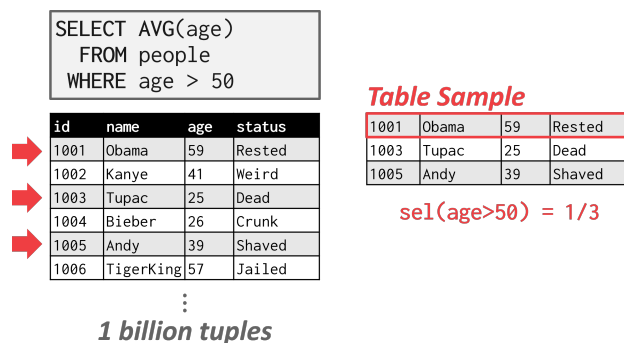 SELECT AVG(age)
FROM people
WHERE age > 50
id name age status
1001 Obama 59 Rested
1002 Kanye 41 Weird
1003 Tupac 25 Dead
1004 Bieber 26 Crunk
1005 Andy 39 Shaved
1006 TigerKing 57 Jailed
⋮
1 billion tuples
Table Sample
1001 Obama 59 Rested
1003 Tupac 25 Dead
1005 Andy 39 Shaved
sel(age>50) = 1/3